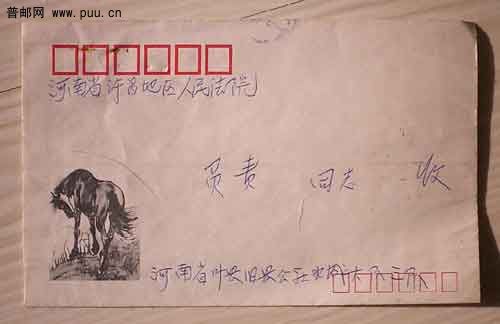 普邮网 www.puu.cn
河南省许昌地区人民法院
负责 同志 收
河南省叶县旧县公社